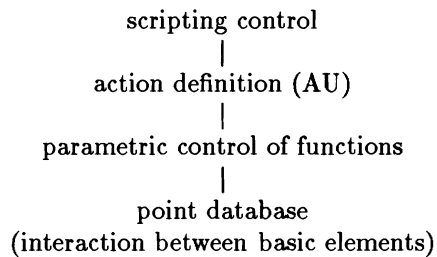 scripting control
action definition (AU)
parametric control of functions
point database
(interaction between basic elements)